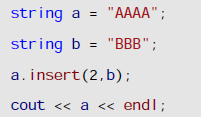 string a = "AAAA";
string b = "BBB";
a.insert(2,b);
cout << a << endl;